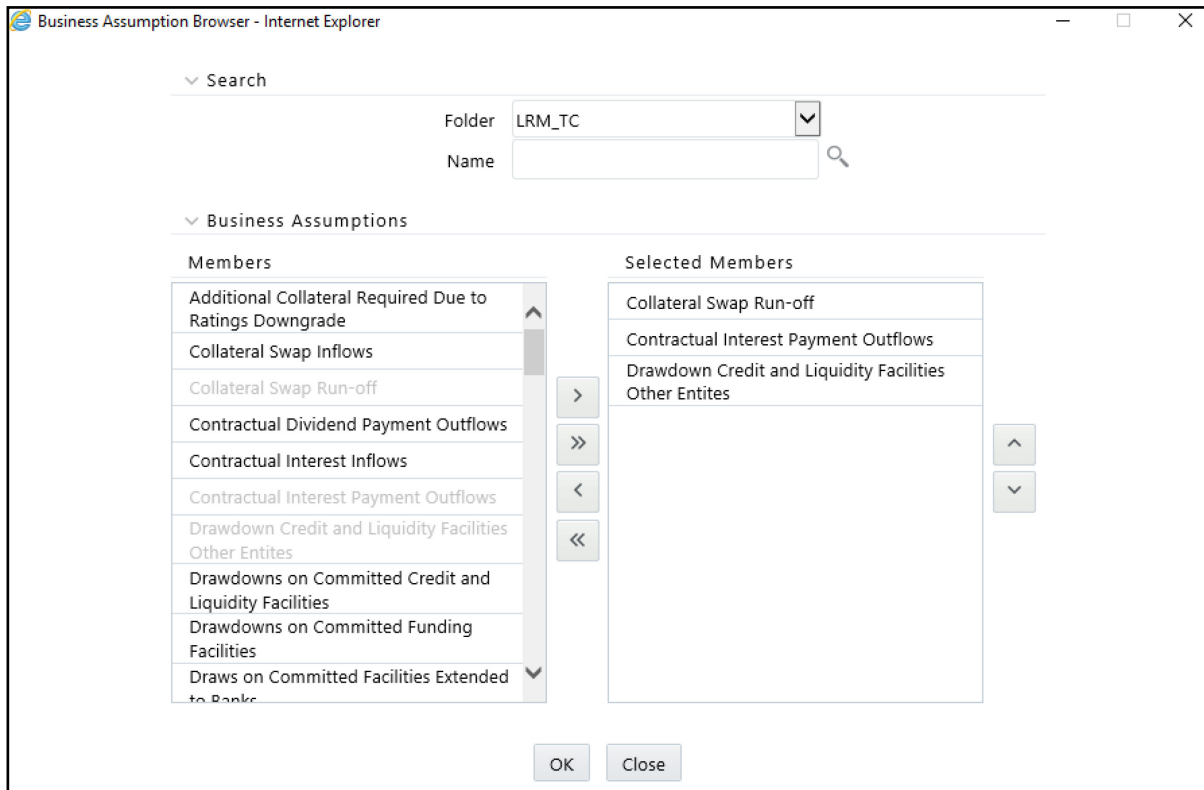 Business Assumption Browser - Internet Explorer
Search
Folder LRM_TC
Name
Business Assumptions
Members
Additional Collateral Required Due to
Ratings Downgrade
Collateral Swap Inflows
Collateral Swap Run-off
Contractual Dividend Payment Outflows
Contractual Interest Inflows
Contractual Interest Payment Outflows
Drawdown Credit and Liquidity Facilities
Other Entites
Drawdowns on Committed Credit and
Liquidity Facilities
Drawdowns on Committed Funding
Facilities
Draws on Committed Facilities Extended
to Banks
Selected Members
Collateral Swap Run-off
Contractual Interest Payment Outflows
Drawdown Credit and Liquidity Facilities
Other Entites
OK Close